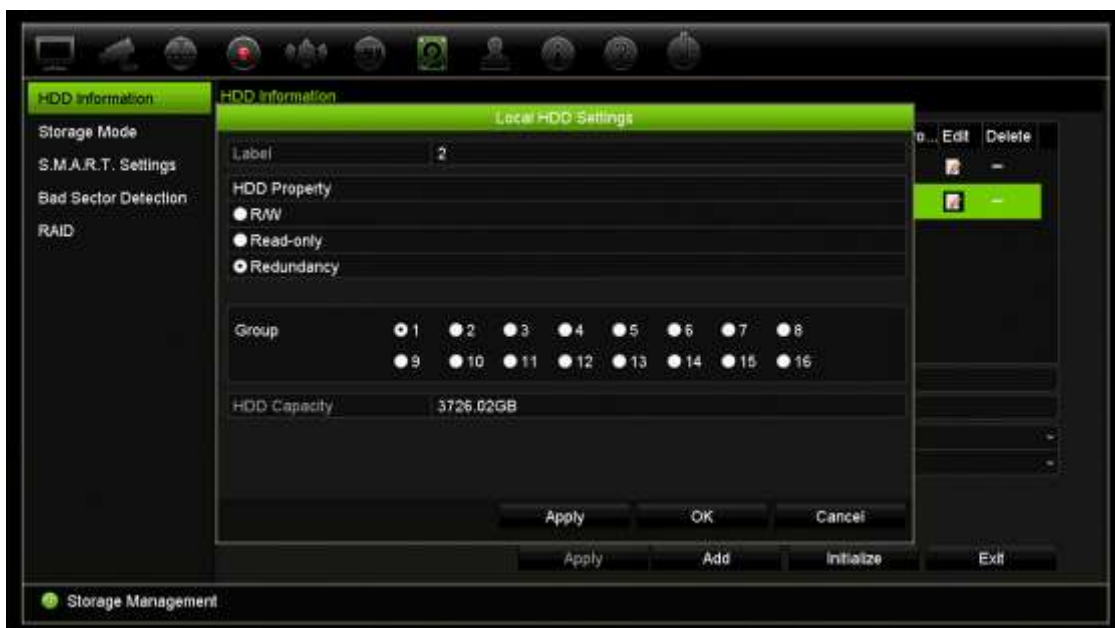 HDD Information
HDD Information
Local HDD Settings
Storage Mode
S.M.A.R.T. Settings
Bad Sector Detection
RAID
Edit Delete
Label 2
HDD Property
R/W
Read-only
Redundancy
Group 1 2 3 4 5 6 7 8
9 10 11 12 13 14 15 16
HDD Capacity 3726.02GB
Apply OK Cancel
Apply Add Initialize Exit
Storage Management